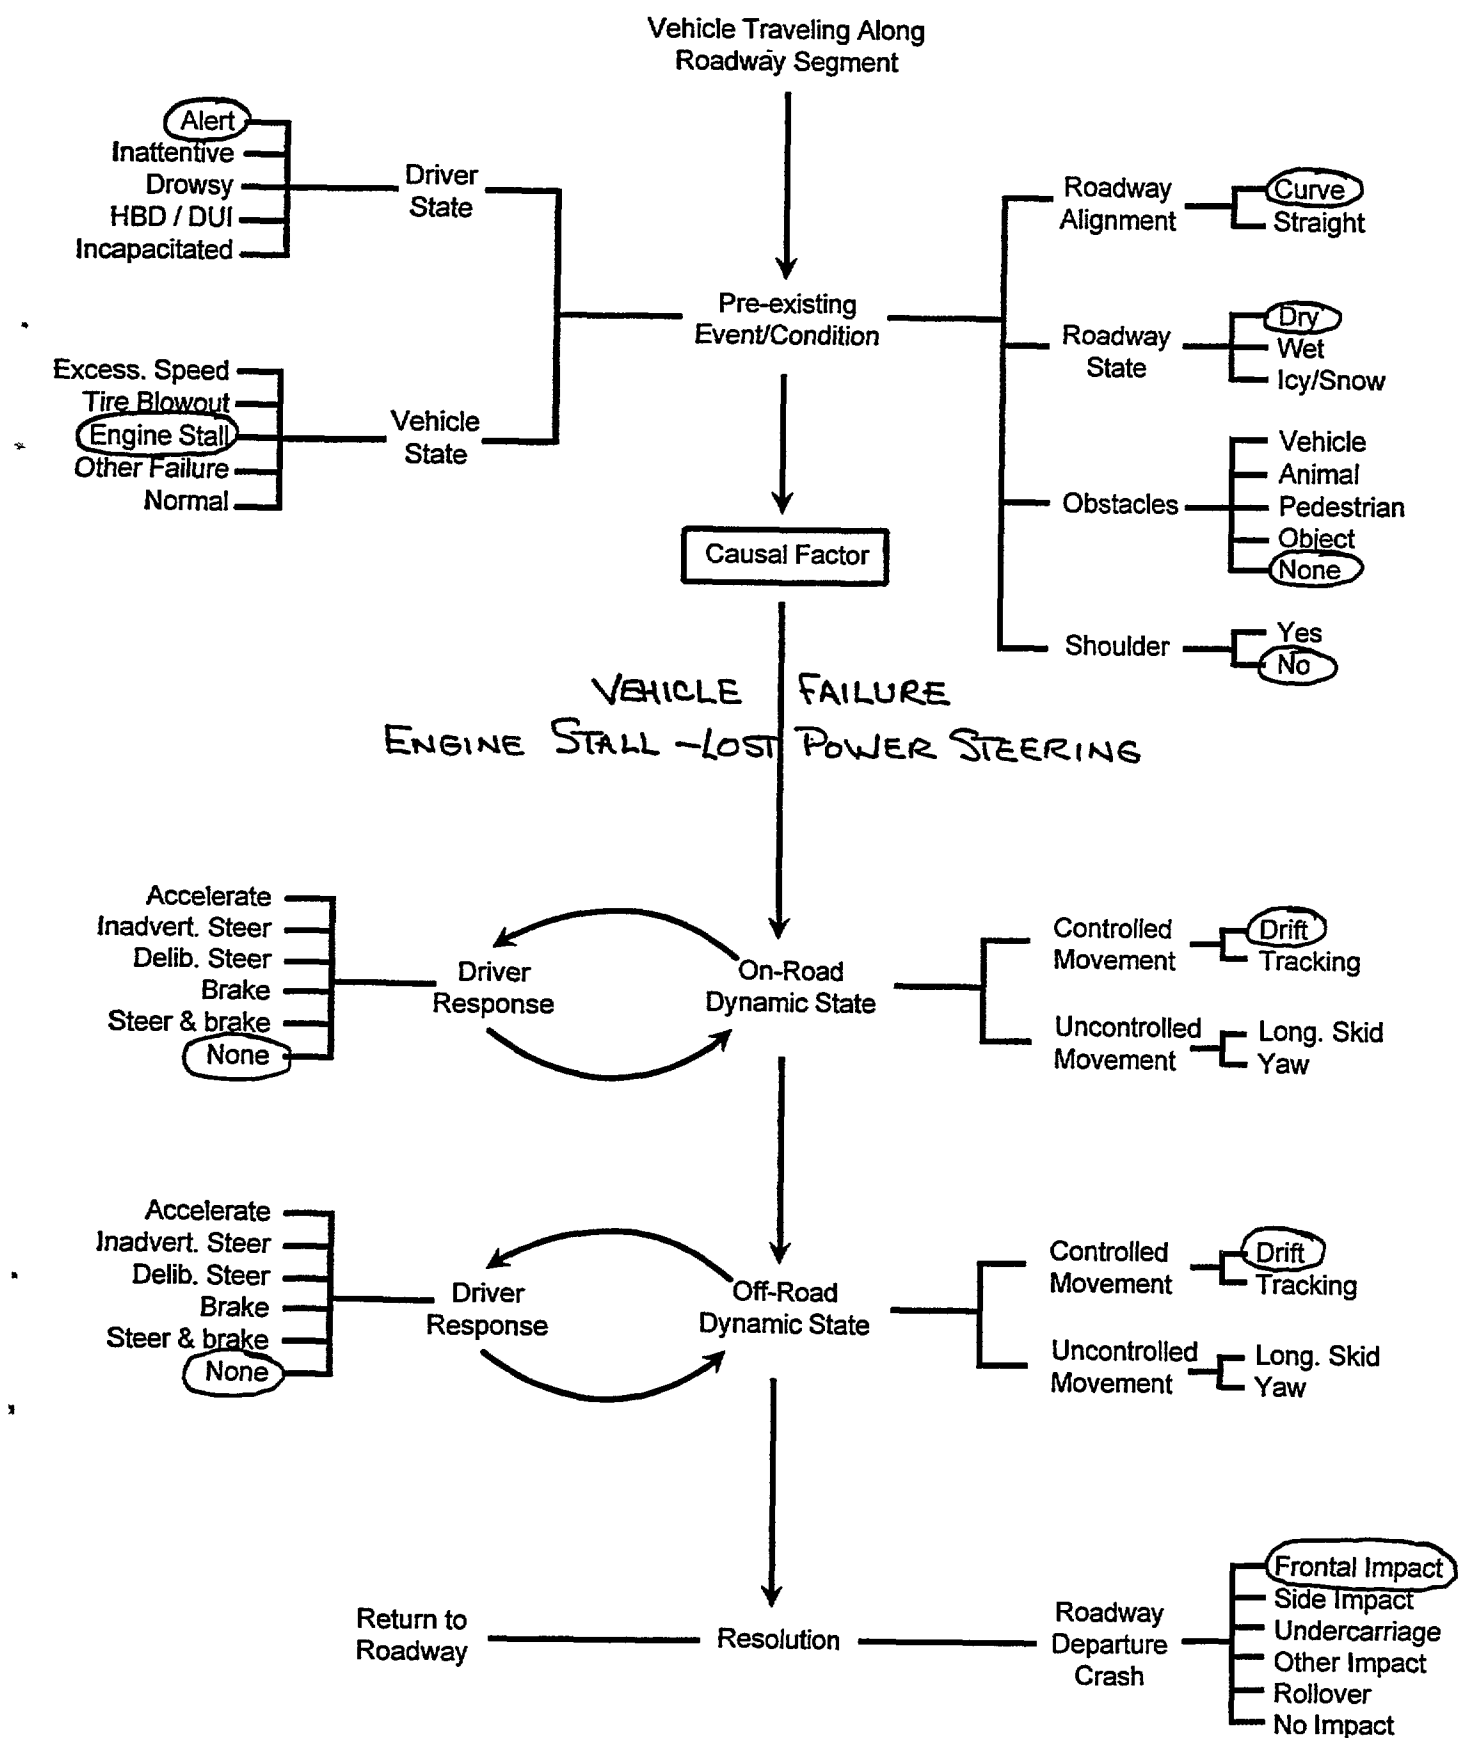 Vehicle Traveling Along
Roadway Segment
Alert
Inattentive
Drowsy
HBD / DUI
Incapacitated
Driver
State
Excess. Speed
Tire Blowout
Engine Stall
Other Failure
Normal
Vehicle
State
Pre-existing
Event/Condition
Roadway
Alignment
Curve
Straight
Roadway
State
Dry
Wet
Icy/Snow
Obstacles
Vehicle
Animal
Pedestrian
Object
None
Shoulder
Yes
No
Causal Factor
VEHICLE FAILURE
ENGINE STALL - LOST POWER STEERING
Accelerate
Inadvert. Steer
Delib. Steer
Brake
Steer & brake
None
Driver
Response
On-Road
Dynamic State
Controlled
Movement
Drift
Tracking
Uncontrolled
Movement
Long. Skid
Yaw
Accelerate
Inadvert. Steer
Delib. Steer
Brake
Steer & brake
None
Driver
Response
Off-Road
Dynamic State
Controlled
Movement
Drift
Tracking
Uncontrolled
Movement
Long. Skid
Yaw
Return to
Roadway
Resolution
Roadway
Departure
Crash
Frontal Impact
Side Impact
Undercarriage
Other Impact
Rollover
No Impact